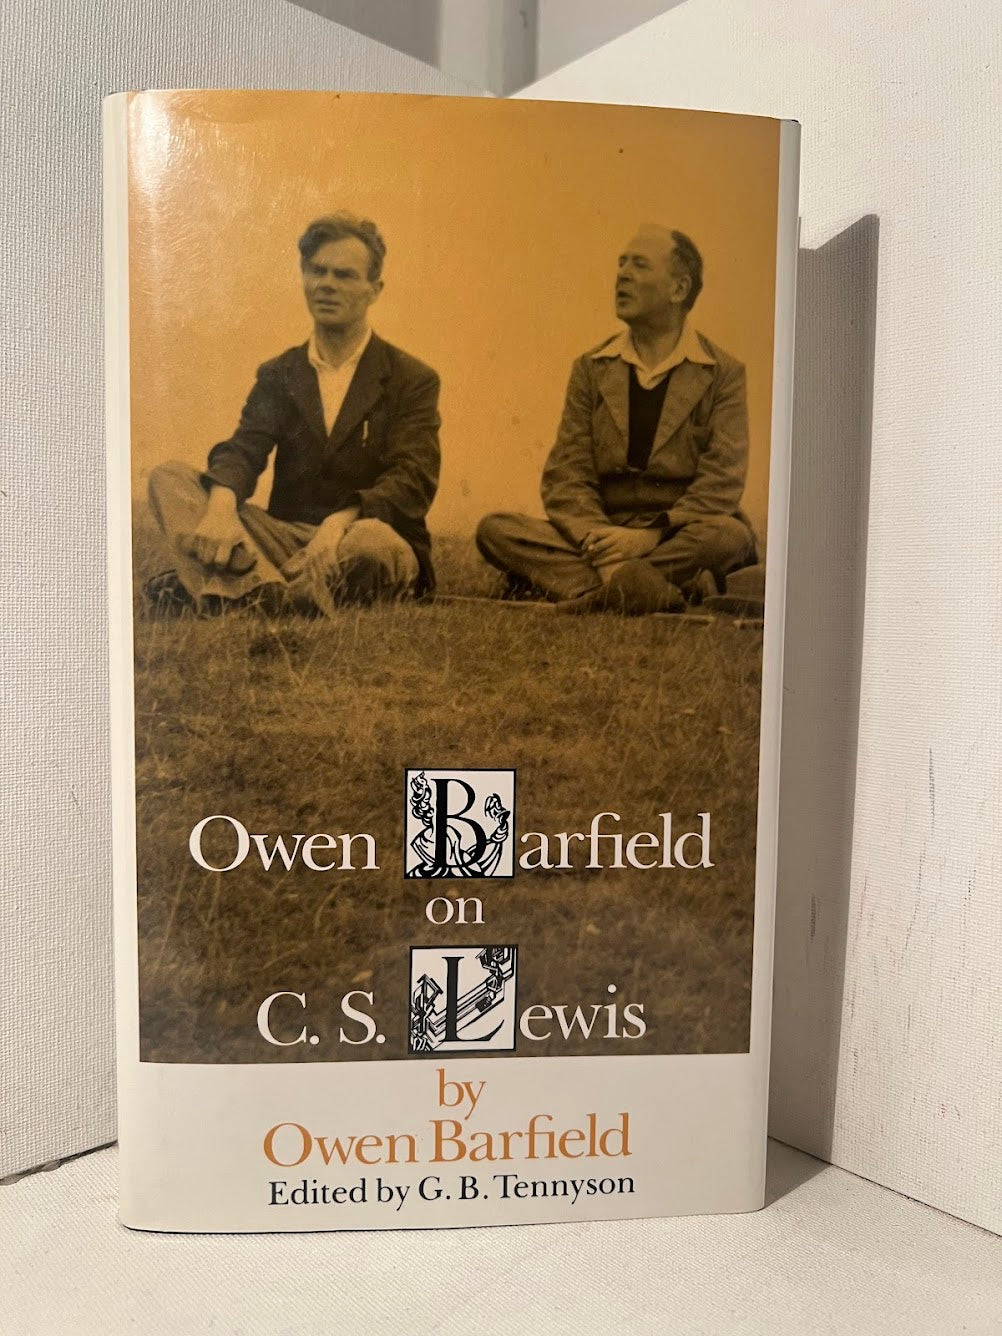 Owen Barfield
on
C. S. Lewis
by
Owen Barfield
Edited by G. B. Tennyson